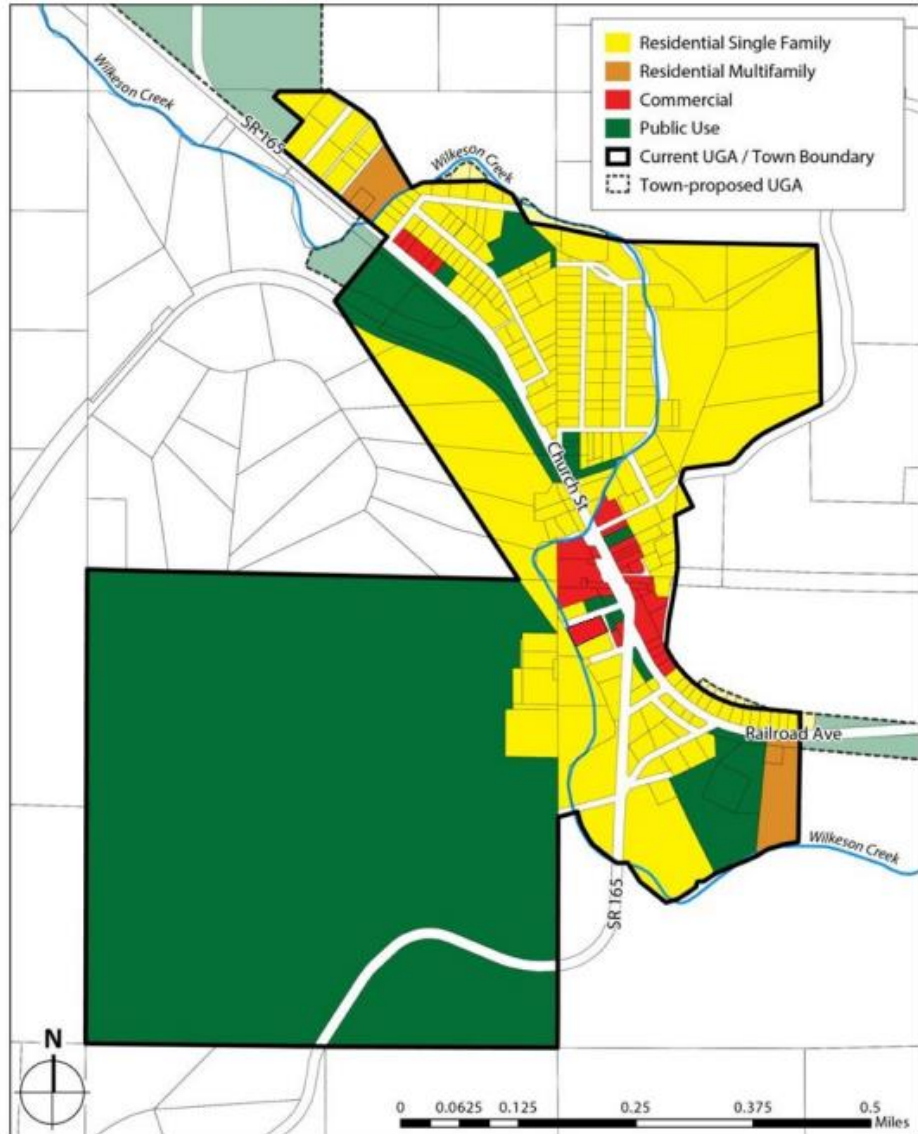 Residential Single Family
Residential Multifamily
Commercial
Public Use
Current UGA / Town Boundary
Town-proposed UGA
Wilkeson Creek
SR 165
Wilkeson Creek
Church St
Railroad Ave
Wilkeson Creek
SR 165
N
0 0.0625 0.125 0.25 0.375 0.5
Miles